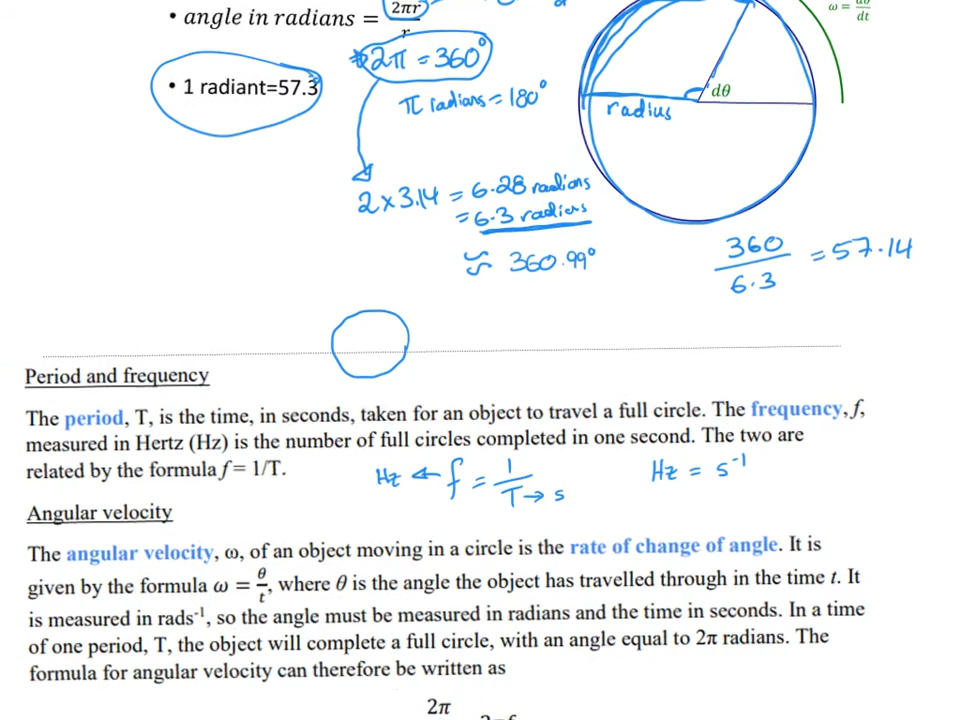 • angle in radians = 2πr/r
ω = dθ/dt
2π = 360°
• 1 radiant=57.3
π radians = 180°
dθ
radius
2 x 3.14 = 6.28 radians
= 6.3 radians
≈ 360.99°
360/6.3 = 57.14
Period and frequency
The period, T, is the time, in seconds, taken for an object to travel a full circle. The frequency, f,
measured in Hertz (Hz) is the number of full circles completed in one second. The two are
related by the formula f = 1/T.
Hz ← f = 1/T → s
Hz = s⁻¹
Angular velocity
The angular velocity, ω, of an object moving in a circle is the rate of change of angle. It is
given by the formula ω = θ/t, where θ is the angle the object has travelled through in the time t. It
is measured in rads⁻¹, so the angle must be measured in radians and the time in seconds. In a time
of one period, T, the object will complete a full circle, with an angle equal to 2π radians. The
formula for angular velocity can therefore be written as
2π